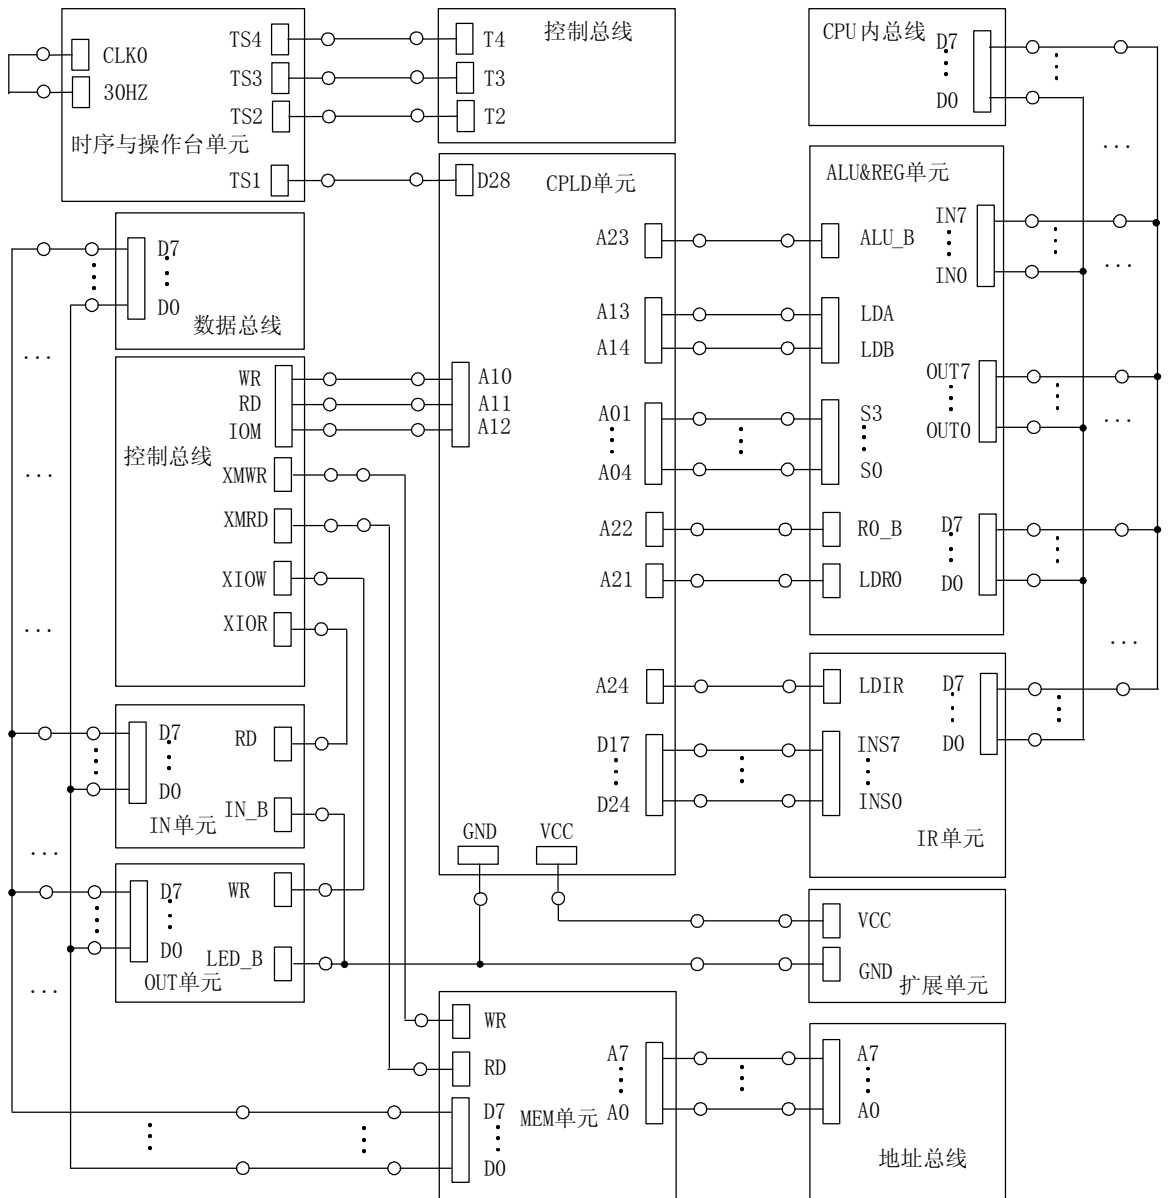 CLK0
30HZ
TS4
TS3
TS2
时序与操作台单元
TS1
T4
T3
T2
控制总线
CPU内总线
D7
D0
D28
CPLD单元
A23
A13
A14
A01
A04
A22
A21
A24
D17
D24
A10
A11
A12
GND
VCC
ALU&REG单元
IN7
IN0
ALU_B
LDA
LDB
OUT7
OUT0
S3
S0
R0_B
LDR0
D7
D0
D7
D0
数据总线
WR
RD
IOM
控制总线
XMWR
XMRD
XIOW
XIOR
LDIR
D7
D0
INS7
INS0
IR单元
D7
D0
RD
IN_B
IN单元
D7
D0
WR
LED_B
OUT单元
VCC
GND
扩展单元
WR
RD
D7
D0
A7
A0
MEM单元
A7
A0
地址总线